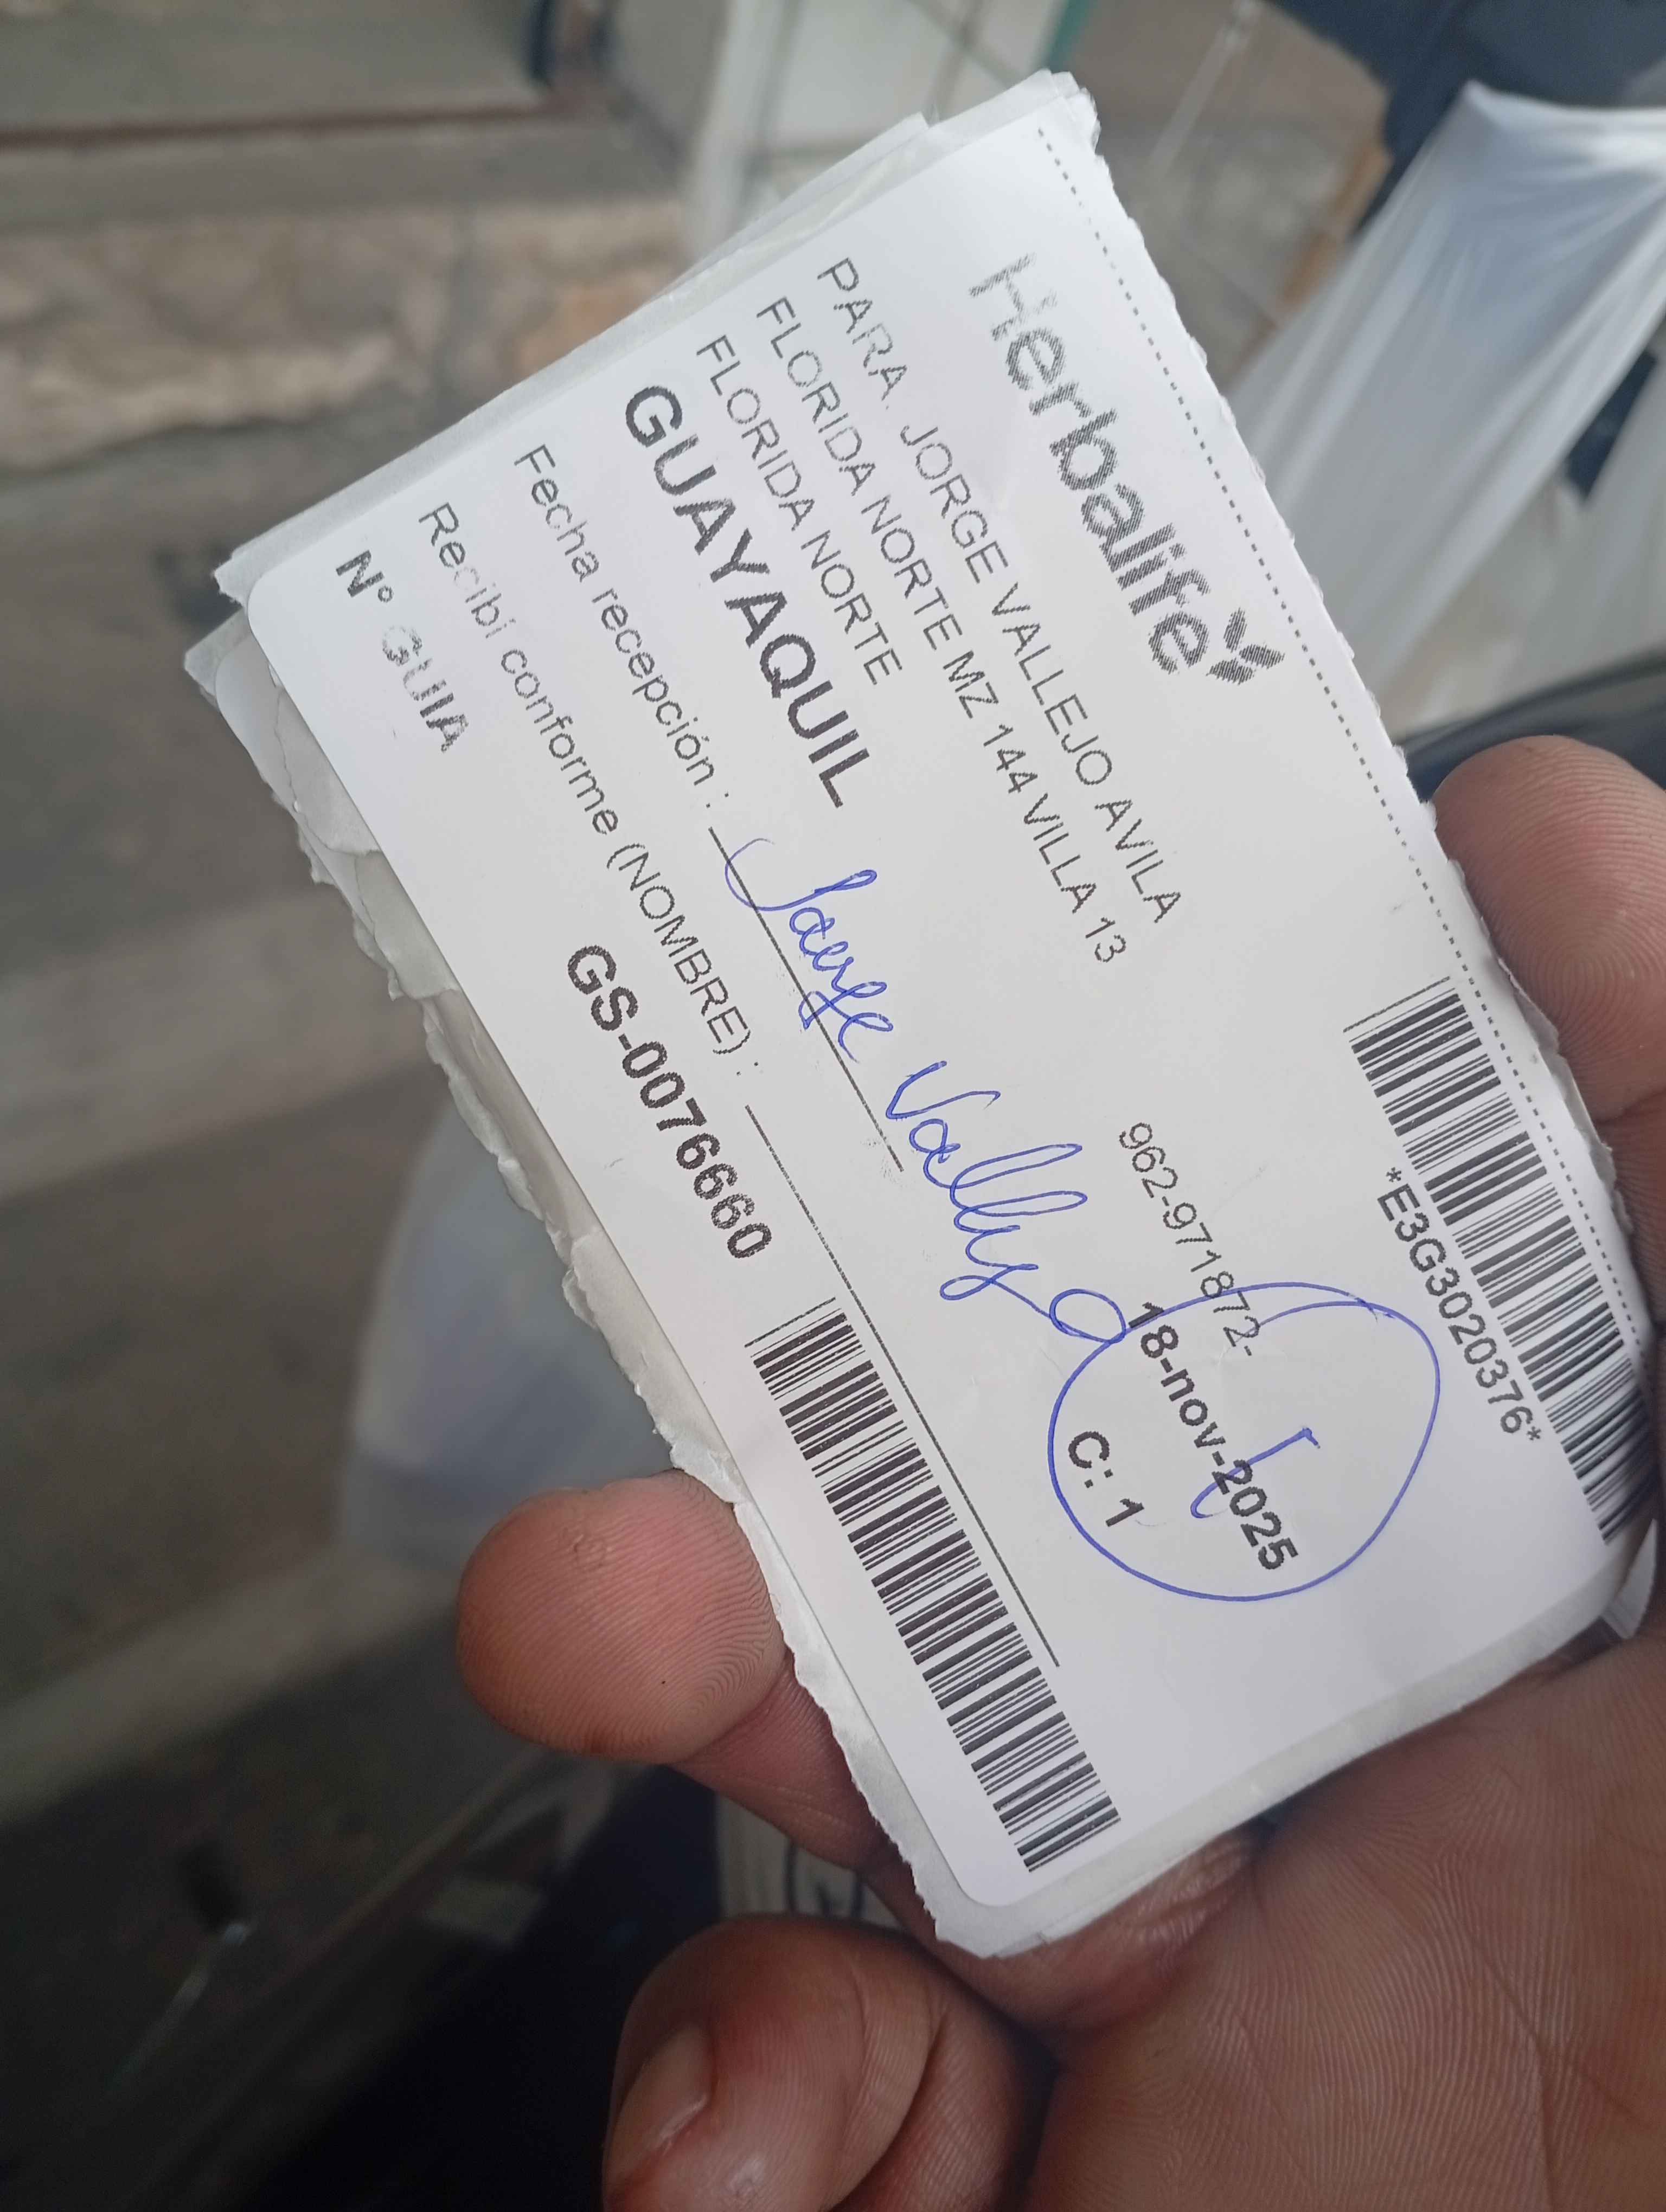 Herbalife
*E3G3020376*
PARA. JORGE VALLEJO AVILA
FLORIDA NORTE MZ 144 VILLA 13
962-971872-
FLORIDA NORTE
18-nov-2025
GUAYAQUIL
C: 1
Fecha recepción :
Jorge Vallejo
Recibi conforme (NOMBRE) :
N° GUIA
GS-0076660